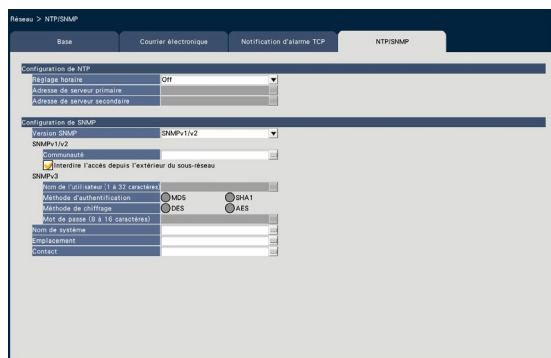 Réseau > NTP/SNMP
Base Courrier électronique Notification d'alarme TCP NTP/SNMP
Configuration de NTP
Réglage horaire Off
Adresse de serveur primaire
Adresse de serveur secondaire
Configuration de SNMP
Version SNMP SNMPv1/v2
SNMPv1/v2
Communauté
Interdire l'accès depuis l'extérieur du sous-réseau
SNMPv3
Nom de l'utilisateur (1 à 32 caractères)
Méthode d'authentification MD5 SHA1
Méthode de chiffrage DES AES
Mot de passe (8 à 16 caractères)
Nom de système
Emplacement
Contact